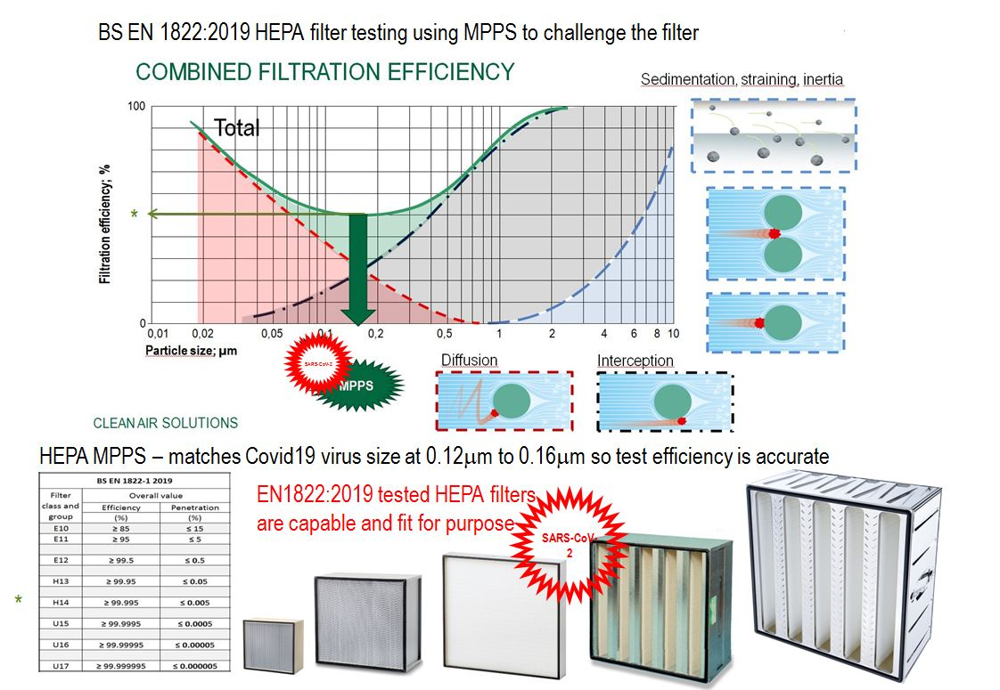 BS EN 1822:2019 HEPA filter testing using MPPS to challenge the filter
COMBINED FILTRATION EFFICIENCY
Sedimentation, straining, inertia
100
Total
Filtration efficiency; %
*
0
0,01 0,02 0,05 0,1 0,2 0,5 1 2 4 6 8 10
Particle size; µm
SARS-CoV-2
MPPS
Diffusion
Interception
CLEAN AIR SOLUTIONS
HEPA MPPS – matches Covid19 virus size at 0.12µm to 0.16µm so test efficiency is accurate
BS EN 1822-1 2019
Filter class and group
Overall value
Efficiency (%)
Penetration (%)
E10 ≥ 85 ≤ 15
E11 ≥ 95 ≤ 5
E12 ≥ 99.5 ≤ 0.5
H13 ≥ 99.95 ≤ 0.05
* H14 ≥ 99.995 ≤ 0.005
U15 ≥ 99.9995 ≤ 0.0005
U16 ≥ 99.99995 ≤ 0.00005
U17 ≥ 99.999995 ≤ 0.000005
EN1822:2019 tested HEPA filters
are capable and fit for purpose
SARS-CoV-
2